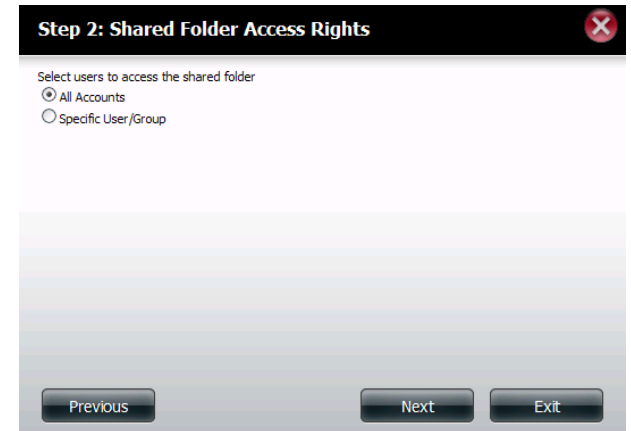 Step 2: Shared Folder Access Rights
Select users to access the shared folder
All Accounts
Specific User/Group
Previous Next Exit